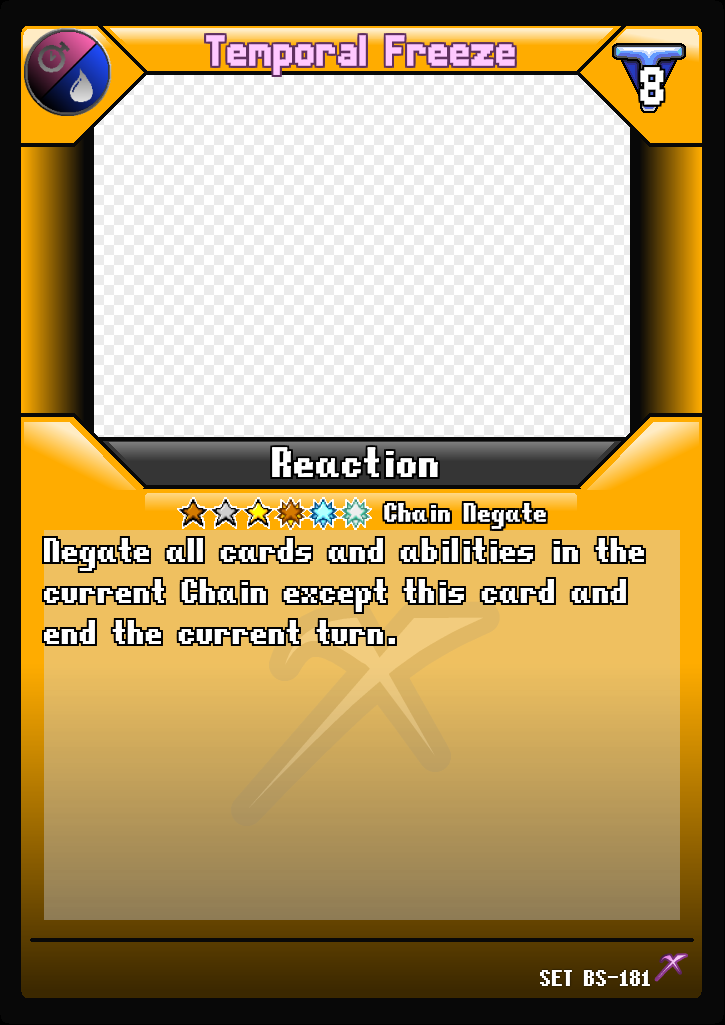 Temporal Freeze
8
Reaction
Chain Negate
Negate all cards and abilities in the
current Chain except this card and
end the current turn.
SET BS-181